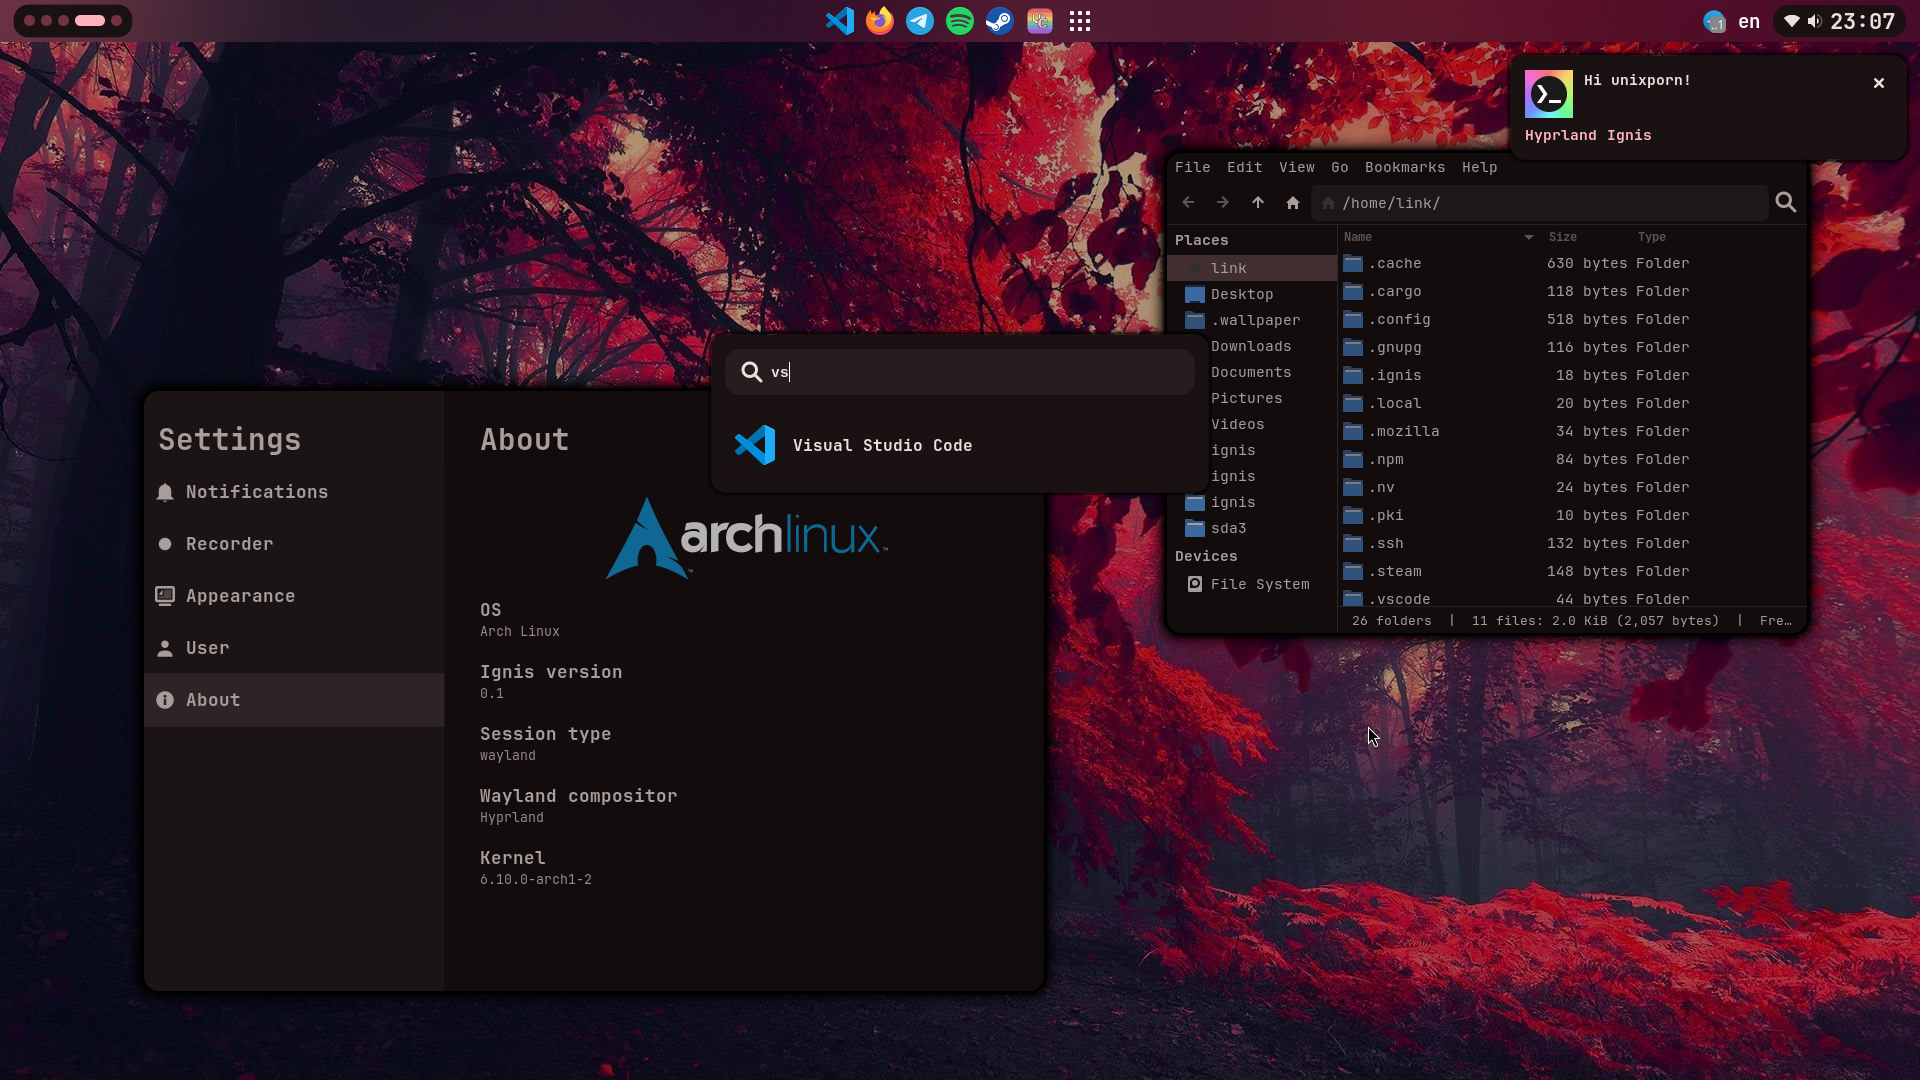 en
23:07
Hi unixporn!
Hyprland Ignis
File Edit View Go Bookmarks Help
/home/link/
Places
link
Desktop
.wallpaper
Downloads
Documents
Pictures
Videos
ignis
ignis
ignis
sda3
Devices
File System
Name Size Type
.cache 630 bytes Folder
.cargo 118 bytes Folder
.config 518 bytes Folder
.gnupg 116 bytes Folder
.ignis 18 bytes Folder
.local 20 bytes Folder
.mozilla 34 bytes Folder
.npm 84 bytes Folder
.nv 24 bytes Folder
.pki 10 bytes Folder
.ssh 132 bytes Folder
.steam 148 bytes Folder
.vscode 44 bytes Folder
26 folders | 11 files: 2.0 KiB (2,057 bytes) | Fre…
vs
Visual Studio Code
Settings
Notifications
Recorder
Appearance
User
About
About
archlinux™
OS
Arch Linux
Ignis version
0.1
Session type
wayland
Wayland compositor
Hyprland
Kernel
6.10.0-arch1-2